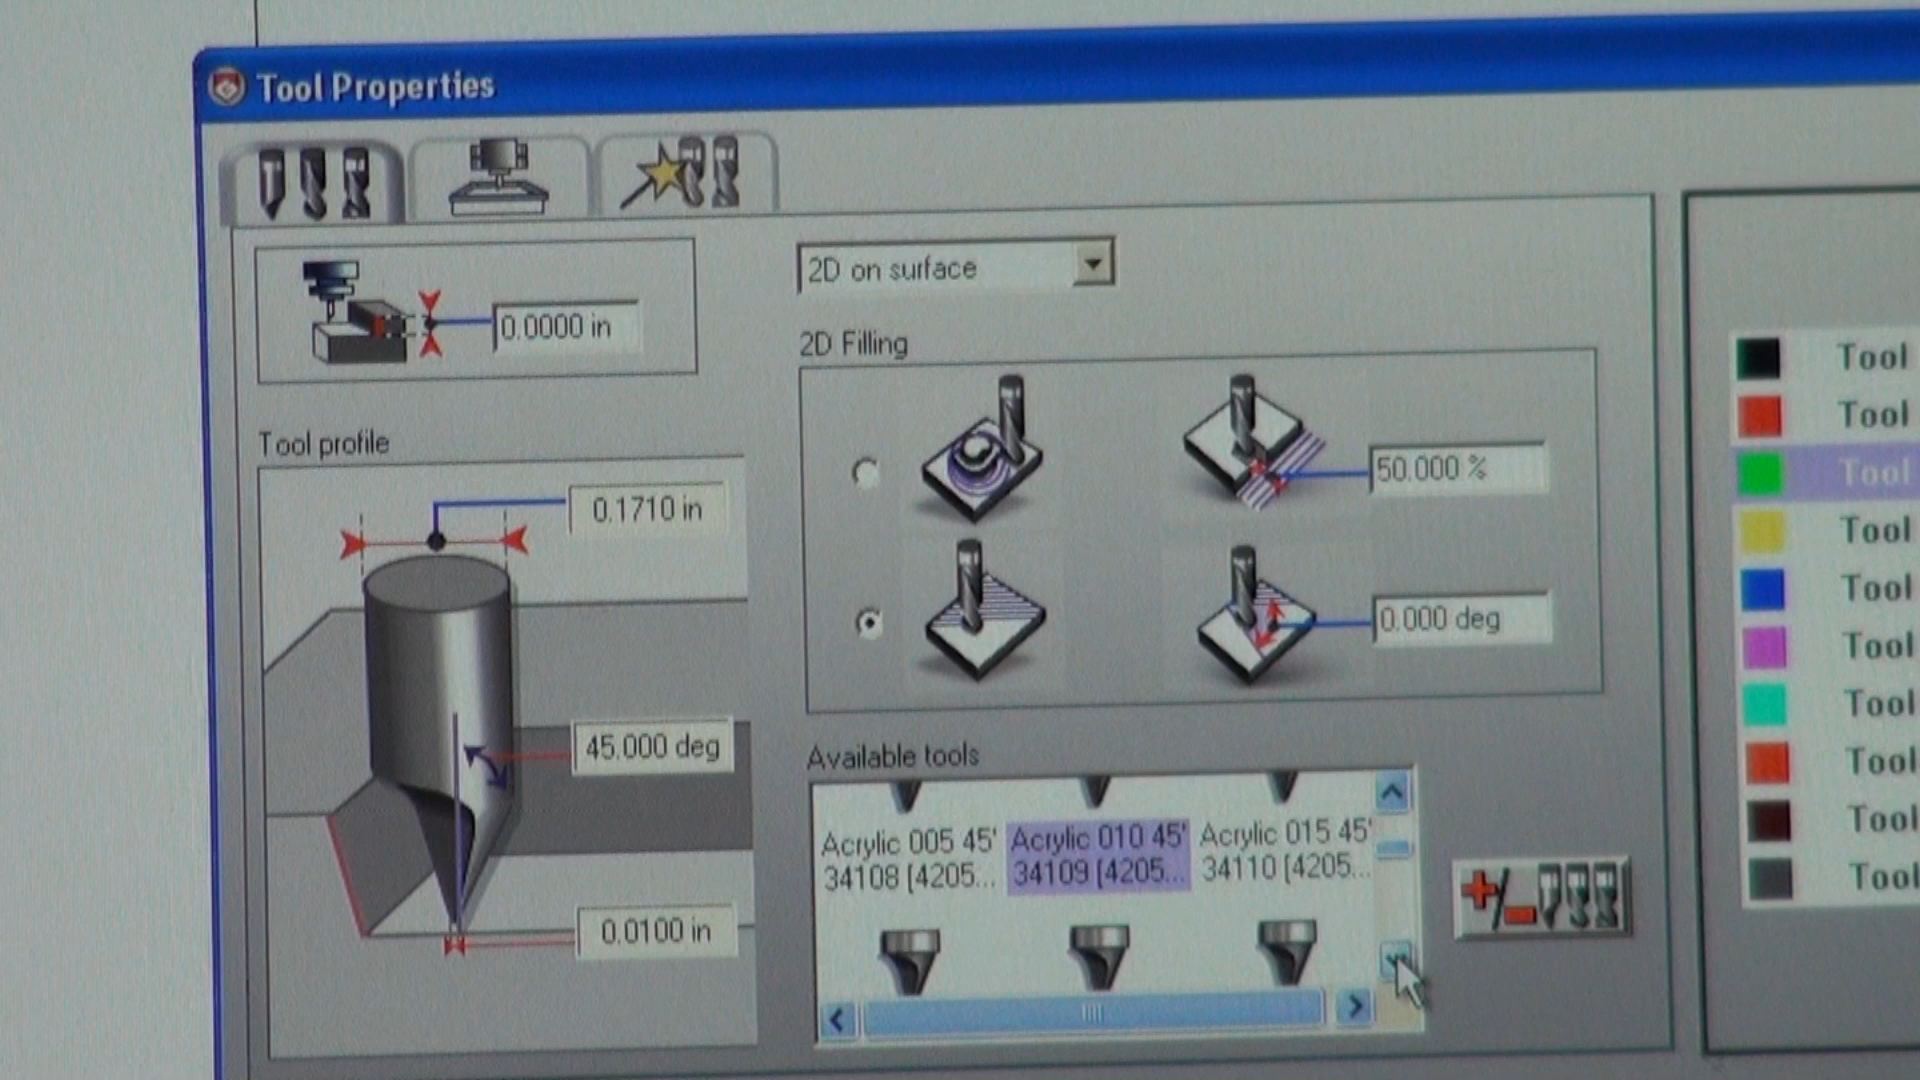 Tool Properties
0.0000 in
2D on surface
2D Filling
50.000 %
0.000 deg
Tool profile
0.1710 in
45.000 deg
0.0100 in
Available tools
Acrylic 005 45'
34108 [4205...
Acrylic 010 45'
34109 [4205...
Acrylic 015 45'
34110 [4205...
Tool
Tool
Tool
Tool
Tool
Tool
Tool
Tool
Tool
Tool